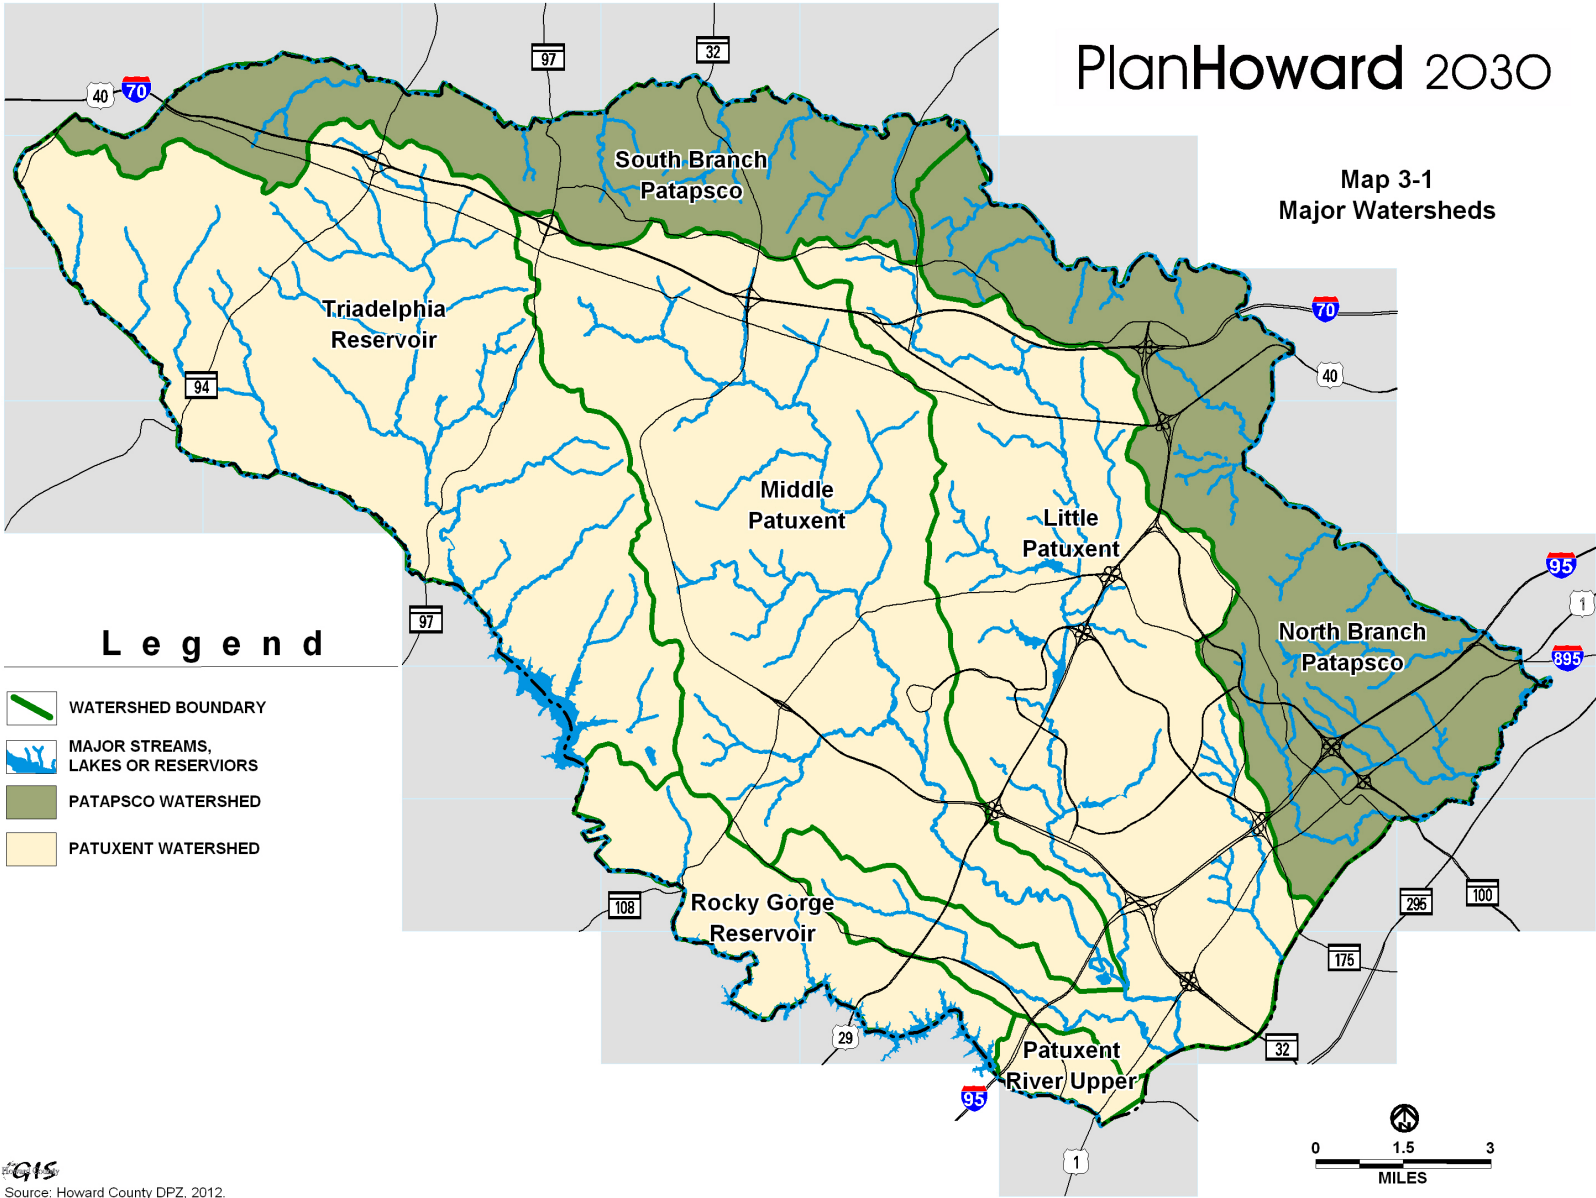 PlanHoward 2030
Map 3-1
Major Watersheds
40
70
97
32
South Branch
Patapsco
70
40
Triadelphia
Reservoir
94
Middle
Patuxent
Little
Patuxent
95
1
895
97
North Branch
Patapsco
Legend
WATERSHED BOUNDARY
MAJOR STREAMS,
LAKES OR RESERVIORS
PATAPSCO WATERSHED
PATUXENT WATERSHED
108
Rocky Gorge
Reservoir
295
100
175
29
32
Patuxent
River Upper
95
1
0 1.5 3
MILES
N
Howard County
GIS
Source: Howard County DPZ, 2012.